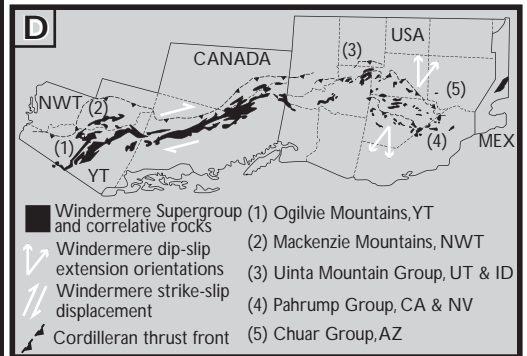 D
USA
CANADA
(3)
NWT
(2)
(5)
(1)
(4)
MEX
YT
Windermere Supergroup
and correlative rocks
Windermere dip-slip
extension orientations
Windermere strike-slip
displacement
Cordilleran thrust front
(1) Ogilvie Mountains,YT
(2) Mackenzie Mountains, NWT
(3) Uinta Mountain Group, UT & ID
(4) Pahrump Group, CA & NV
(5) Chuar Group, AZ